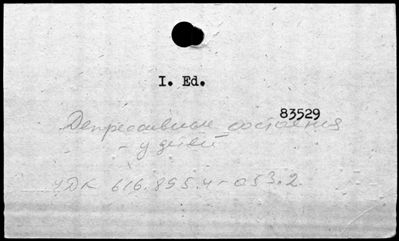 I. Ed.
83529
Депрессивные состояния
- у детей
УДК 616.895.4-053.2